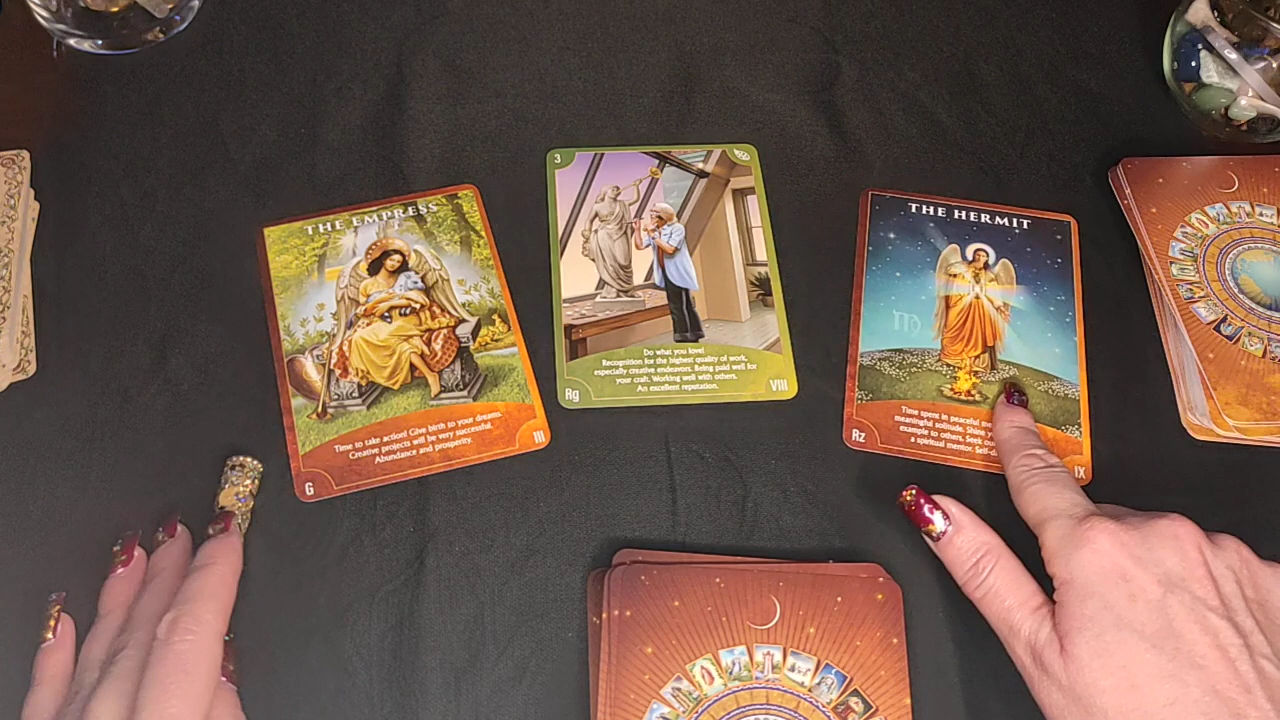 THE EMPRESS
Time to take action! Give birth to your dreams.
Creative projects will be very successful.
Abundance and prosperity.
G
III
3
Do what you love!
Recognition for the highest quality of work,
especially creative endeavors. Being paid well for
your craft. Working well with others.
An excellent reputation.
Rg
VIII
THE HERMIT
Time spent in peaceful
meaningful solitude. Shine
example to others. Seek
a spiritual mentor.
Rz
IX